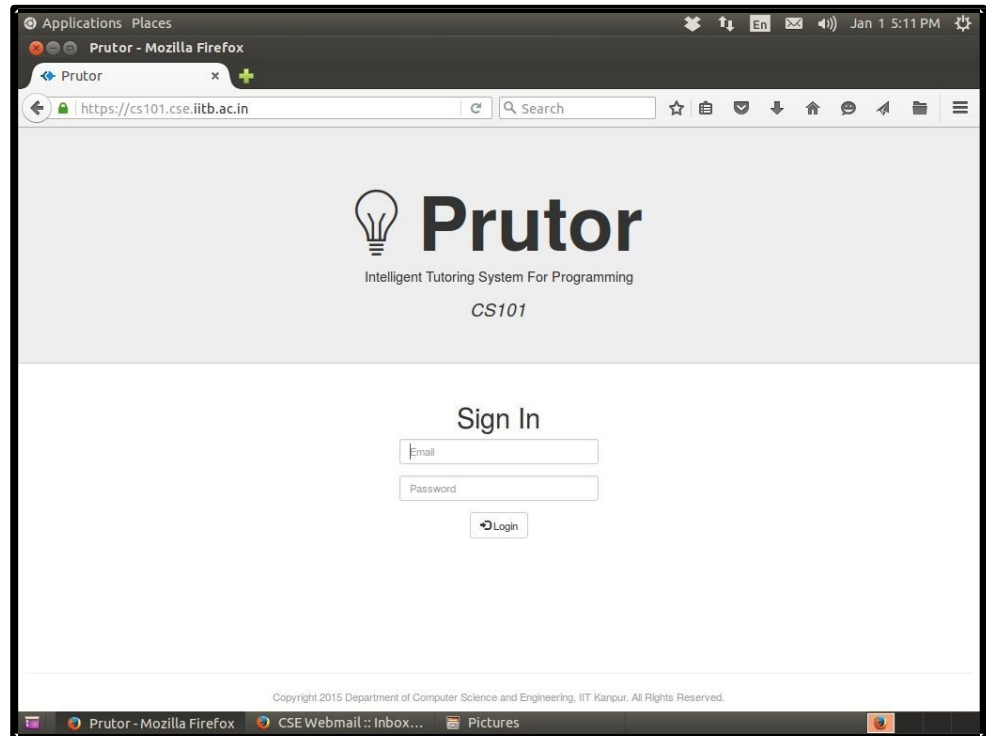 Applications Places
En
Jan 1 5:11 PM
Prutor - Mozilla Firefox
Prutor
https://cs101.cse.iitb.ac.in
Search
Prutor
Intelligent Tutoring System For Programming
CS101
Sign In
Email
Password
Login
Copyright 2015 Department of Computer Science and Engineering, IIT Kanpur. All Rights Reserved.
Prutor - Mozilla Firefox
CSE Webmail :: Inbox...
Pictures